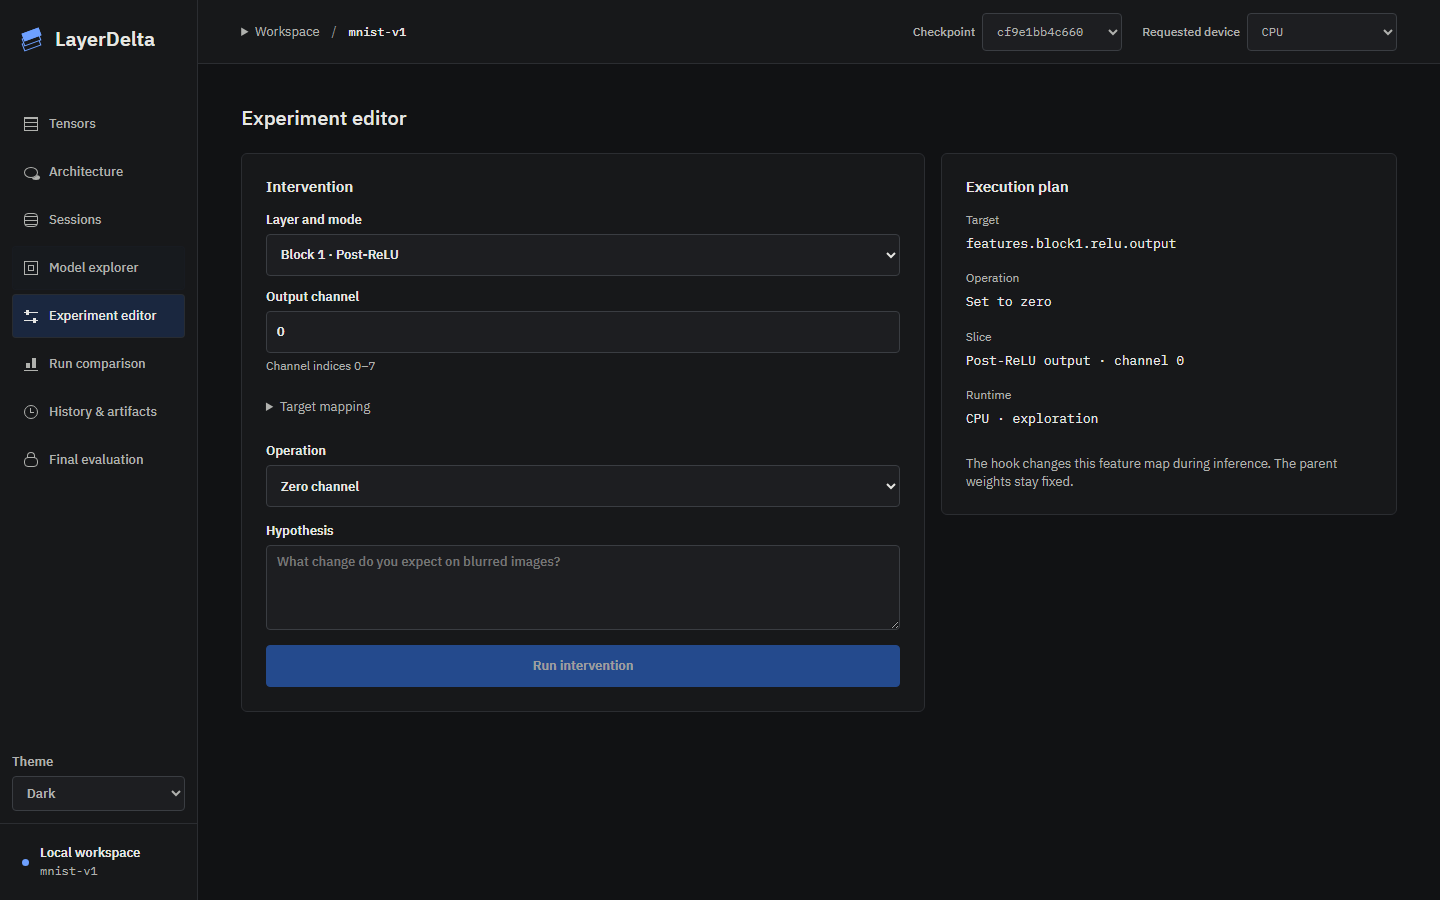 LayerDelta
Tensors
Architecture
Sessions
Model explorer
Experiment editor
Run comparison
History & artifacts
Final evaluation
Theme
Dark
Local workspace
mnist-v1
Workspace / mnist-v1
Checkpoint cf9e1bb4c660 Requested device CPU
Experiment editor
Intervention
Layer and mode
Block 1 · Post-ReLU
Output channel
0
Channel indices 0–7
Target mapping
Operation
Zero channel
Hypothesis
What change do you expect on blurred images?
Run intervention
Execution plan
Target
features.block1.relu.output
Operation
Set to zero
Slice
Post-ReLU output · channel 0
Runtime
CPU · exploration
The hook changes this feature map during inference. The parent
weights stay fixed.